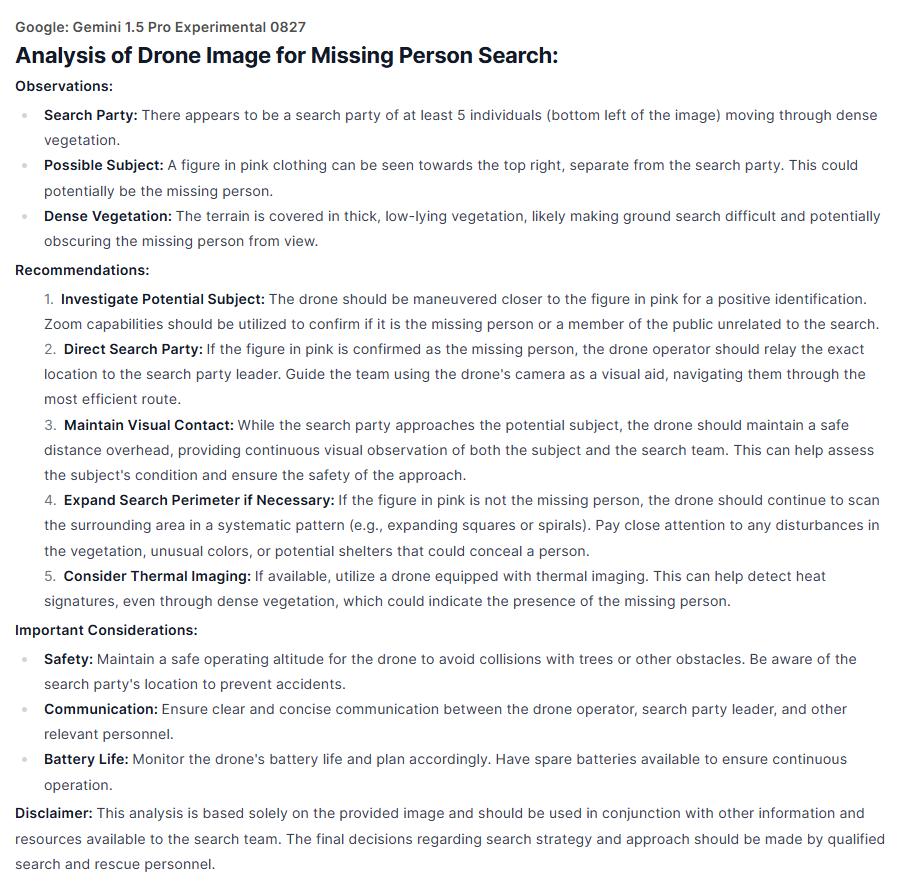 Google: Gemini 1.5 Pro Experimental 0827
Analysis of Drone Image for Missing Person Search:
Observations:
Search Party: There appears to be a search party of at least 5 individuals (bottom left of the image) moving through dense
vegetation.
Possible Subject: A figure in pink clothing can be seen towards the top right, separate from the search party. This could
potentially be the missing person.
Dense Vegetation: The terrain is covered in thick, low-lying vegetation, likely making ground search difficult and potentially
obscuring the missing person from view.
Recommendations:
1. Investigate Potential Subject: The drone should be maneuvered closer to the figure in pink for a positive identification.
Zoom capabilities should be utilized to confirm if it is the missing person or a member of the public unrelated to the search.
2. Direct Search Party: If the figure in pink is confirmed as the missing person, the drone operator should relay the exact
location to the search party leader. Guide the team using the drone's camera as a visual aid, navigating them through the
most efficient route.
3. Maintain Visual Contact: While the search party approaches the potential subject, the drone should maintain a safe
distance overhead, providing continuous visual observation of both the subject and the search team. This can help assess
the subject's condition and ensure the safety of the approach.
4. Expand Search Perimeter if Necessary: If the figure in pink is not the missing person, the drone should continue to scan
the surrounding area in a systematic pattern (e.g., expanding squares or spirals). Pay close attention to any disturbances in
the vegetation, unusual colors, or potential shelters that could conceal a person.
5. Consider Thermal Imaging: If available, utilize a drone equipped with thermal imaging. This can help detect heat
signatures, even through dense vegetation, which could indicate the presence of the missing person.
Important Considerations:
Safety: Maintain a safe operating altitude for the drone to avoid collisions with trees or other obstacles. Be aware of the
search party's location to prevent accidents.
Communication: Ensure clear and concise communication between the drone operator, search party leader, and other
relevant personnel.
Battery Life: Monitor the drone's battery life and plan accordingly. Have spare batteries available to ensure continuous
operation.
Disclaimer: This analysis is based solely on the provided image and should be used in conjunction with other information and
resources available to the search team. The final decisions regarding search strategy and approach should be made by qualified
search and rescue personnel.